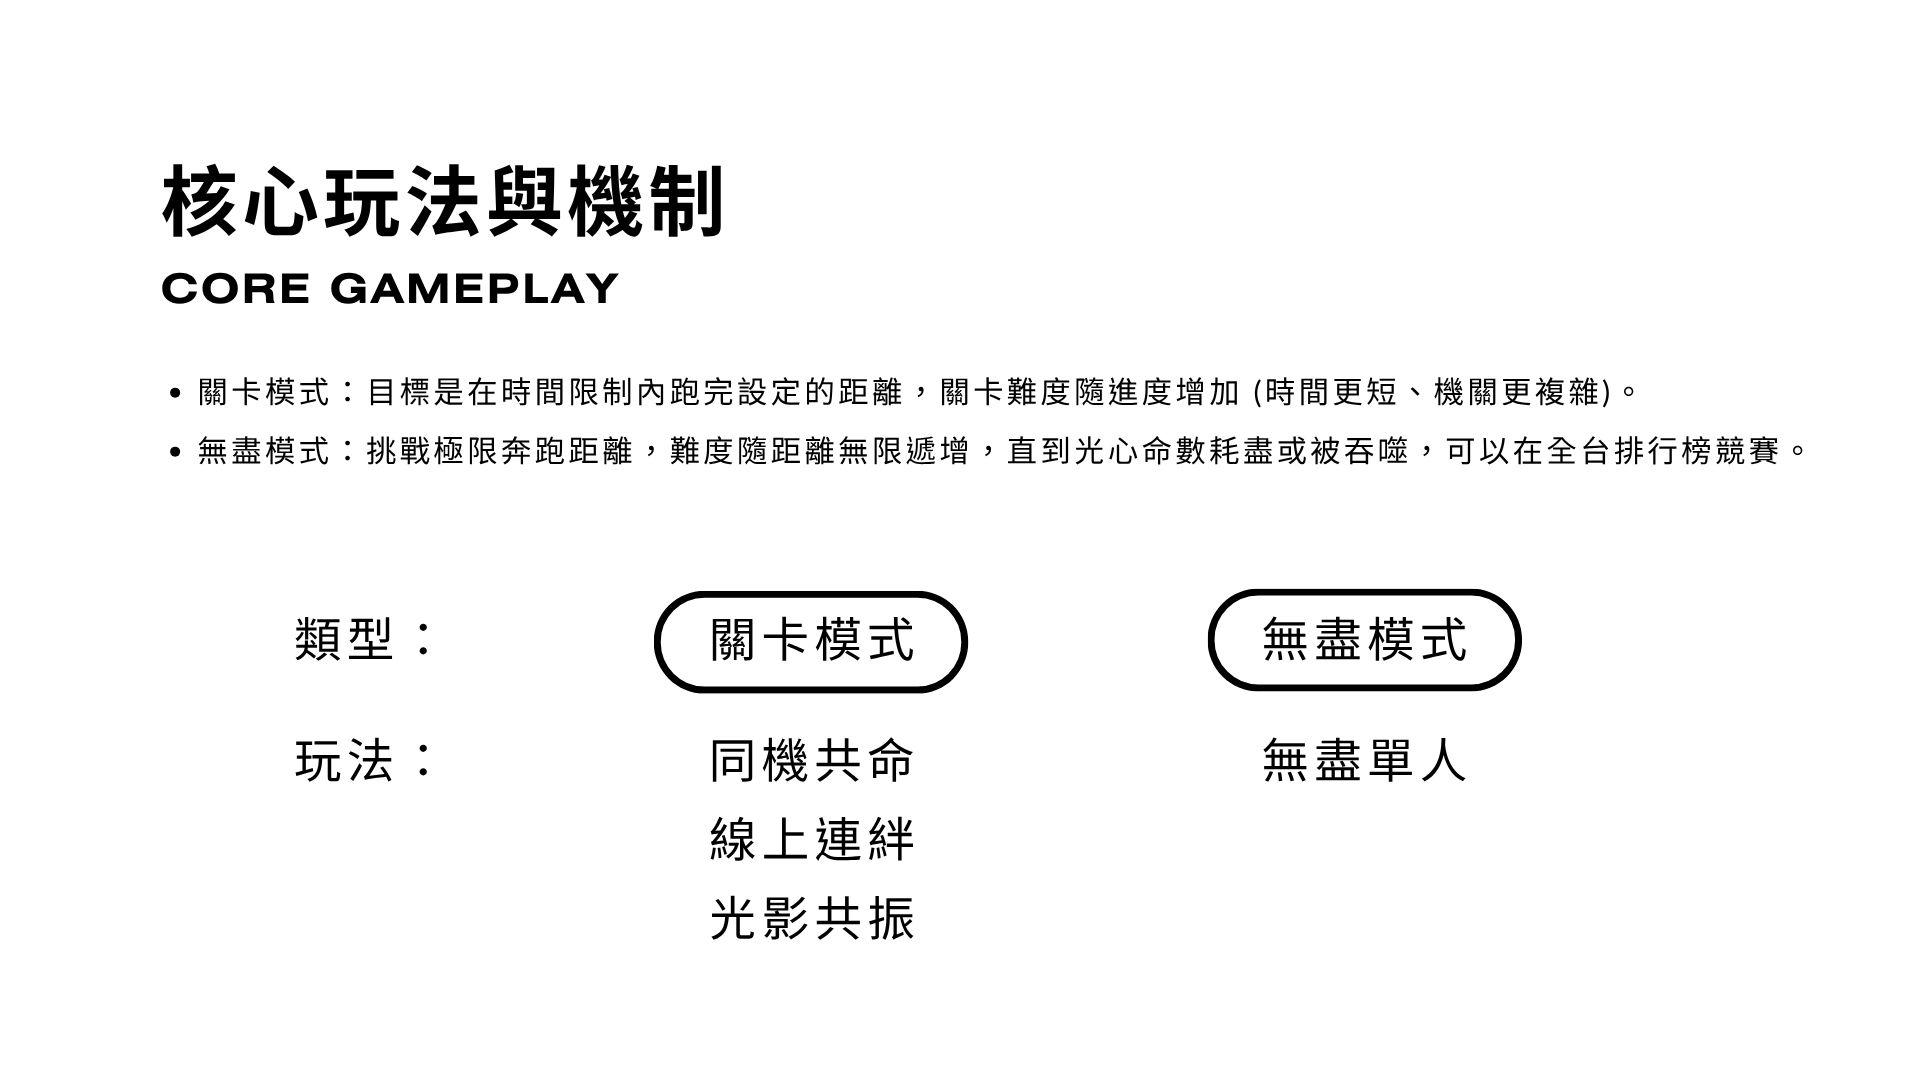 核心玩法與機制
CORE GAMEPLAY
• 關卡模式：目標是在時間限制內跑完設定的距離，關卡難度隨進度增加 (時間更短、機關更複雜)。
• 無盡模式：挑戰極限奔跑距離，難度隨距離無限遞增，直到光心命數耗盡或被吞噬，可以在全台排行榜競賽。
類型： 關卡模式 無盡模式
玩法： 同機共命 無盡單人
線上連絆
光影共振